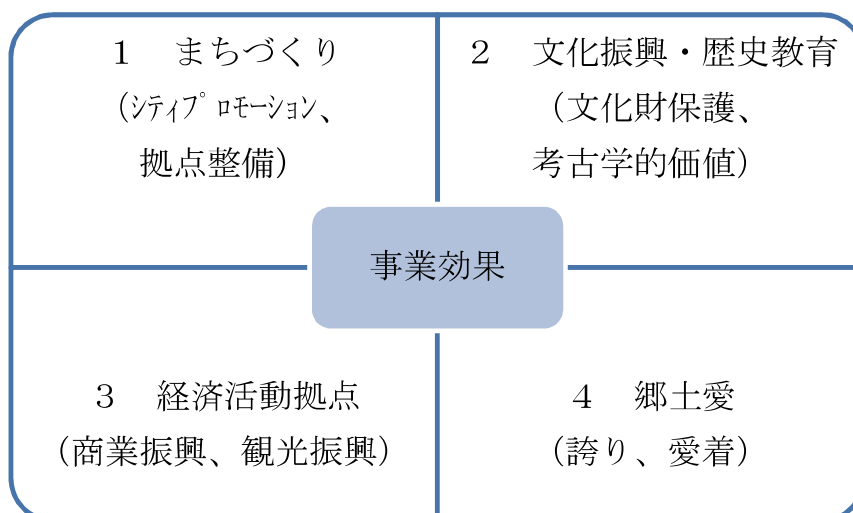 1 まちづくり
（ｼﾃｨﾌﾟﾛﾓｰｼｮﾝ、
拠点整備）
2 文化振興・歴史教育
（文化財保護、
考古学的価値）
事業効果
3 経済活動拠点
（商業振興、観光振興）
4 郷土愛
（誇り、愛着）